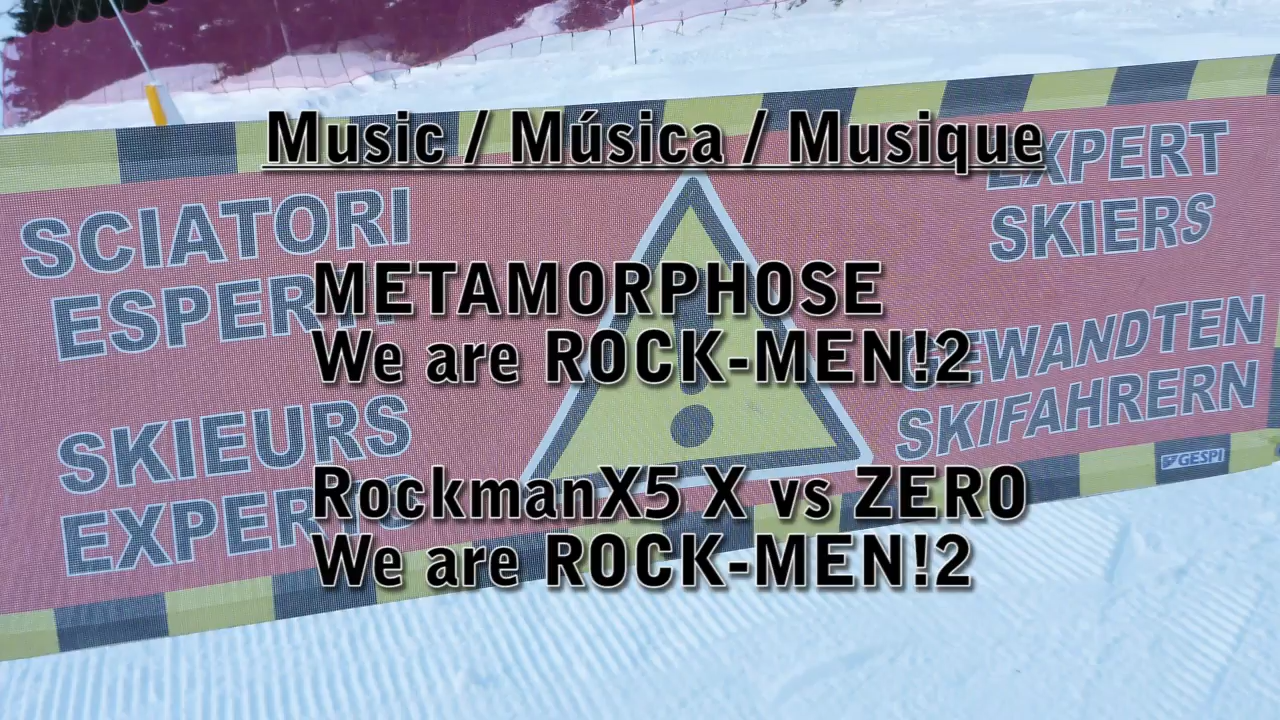 Music / Música / Musique
SCIATORI
ESPERTI
EXPERT
SKIERS
METAMORPHOSE
We are ROCK-MEN!2
GEWANDTEN
SKIFAHRERN
SKIEURS
GESPI
RockmanX5 X vs ZERO
We are ROCK-MEN!2